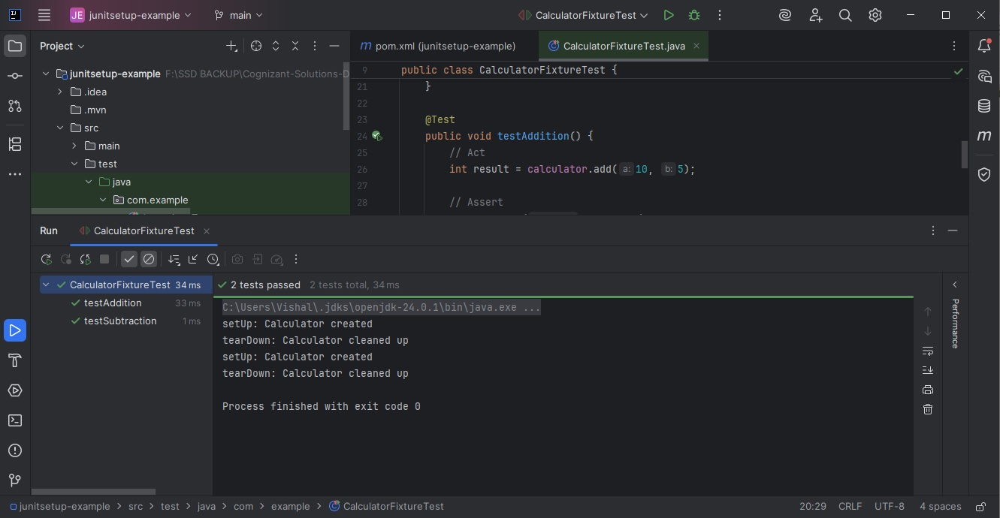 JE junitsetup-example main CalculatorFixtureTest
Project
pom.xml (junitsetup-example) CalculatorFixtureTest.java
junitsetup-example F:\SSD BACKUP\Cognizant-Solutions-D
.idea
.mvn
src
main
test
java
com.example
9 public class CalculatorFixtureTest {
21 }
22
23 @Test
24 public void testAddition() {
25 // Act
26 int result = calculator.add( a: 10, b: 5);
27
28 // Assert
Run CalculatorFixtureTest
CalculatorFixtureTest 34 ms
testAddition 33 ms
testSubtraction 1 ms
2 tests passed 2 tests total, 34 ms
C:\Users\Vishal\.jdks\openjdk-24.0.1\bin\java.exe ...
setUp: Calculator created
tearDown: Calculator cleaned up
setUp: Calculator created
tearDown: Calculator cleaned up
Process finished with exit code 0
Performance
junitsetup-example > src > test > java > com > example > CalculatorFixtureTest
20:29 CRLF UTF-8 4 spaces